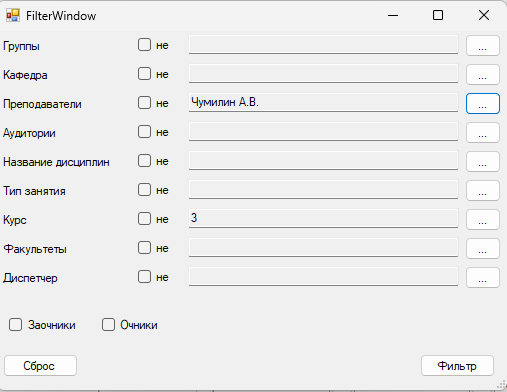 FilterWindow
Группы не ...
Кафедра не ...
Преподаватели не Чумилин А.В. ...
Аудитории не ...
Название дисциплин не ...
Тип занятия не ...
Курс не 3 ...
Факультеты не ...
Диспетчер не ...
Заочники Очники
Сброс Фильтр